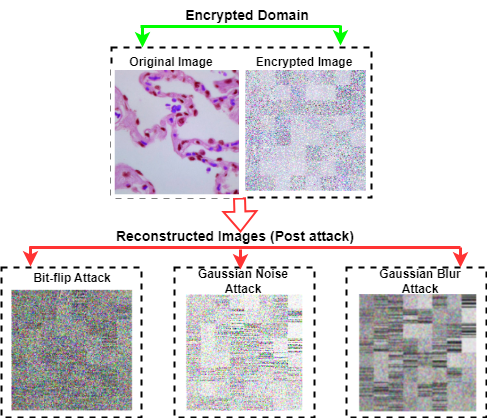 Encrypted Domain
Original Image
Encrypted Image
Reconstructed Images (Post attack)
Bit-flip Attack
Gaussian Noise
Attack
Gaussian Blur
Attack